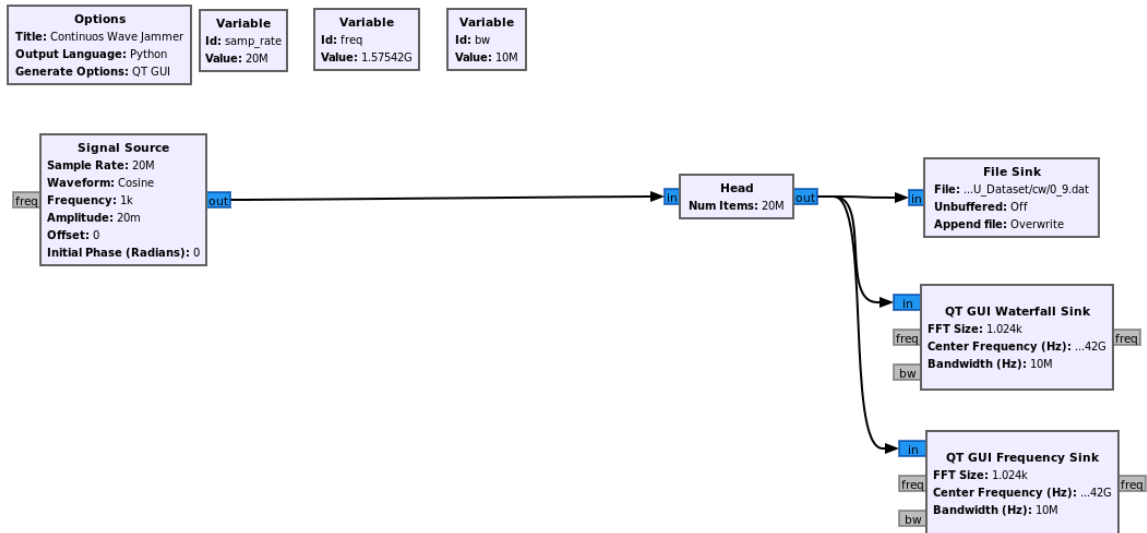 Options
Title: Continuos Wave Jammer
Output Language: Python
Generate Options: QT GUI
Variable
Id: samp_rate
Value: 20M
Variable
Id: freq
Value: 1.57542G
Variable
Id: bw
Value: 10M
Signal Source
Sample Rate: 20M
Waveform: Cosine
Frequency: 1k
Amplitude: 20m
Offset: 0
Initial Phase (Radians): 0
freq
out
in
Head
Num Items: 20M
out
in
File Sink
File: ...U_Dataset/cw/0_9.dat
Unbuffered: Off
Append file: Overwrite
in
freq
bw
QT GUI Waterfall Sink
FFT Size: 1.024k
Center Frequency (Hz): ...42G
Bandwidth (Hz): 10M
freq
in
freq
bw
QT GUI Frequency Sink
FFT Size: 1.024k
Center Frequency (Hz): ...42G
Bandwidth (Hz): 10M
freq